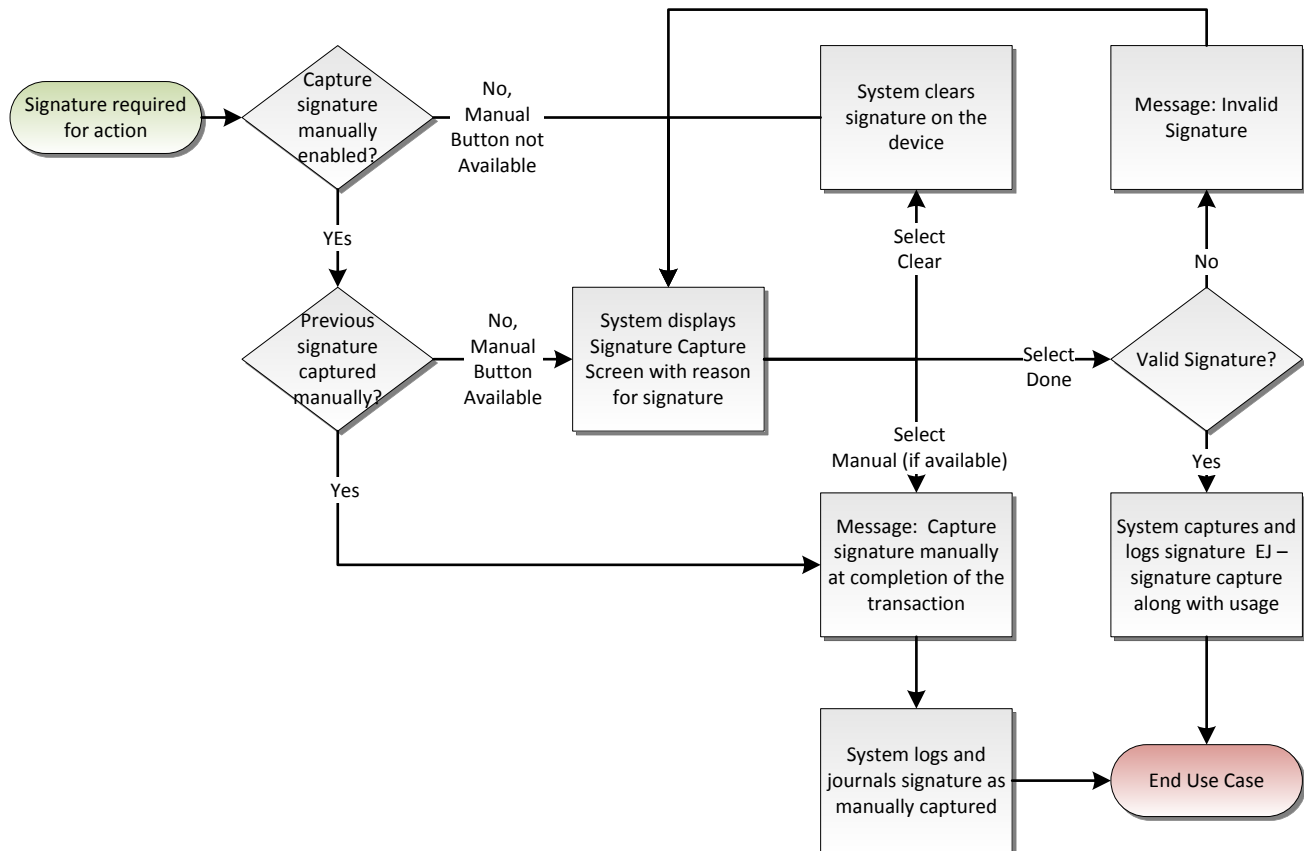 Signature required
for action
Capture
signature
manually
enabled?
No,
Manual
Button not
Available
System clears
signature on the
device
Message: Invalid
Signature
YEs
Select
Clear
No
Previous
signature
captured
manually?
No,
Manual
Button
Available
System displays
Signature Capture
Screen with reason
for signature
Select
Done
Valid Signature?
Select
Manual (if available)
Yes
Yes
Message:  Capture
signature manually
at completion of the
transaction
System captures and
logs signature  EJ –
signature capture
along with usage
System logs and
journals signature as
manually captured
End Use Case